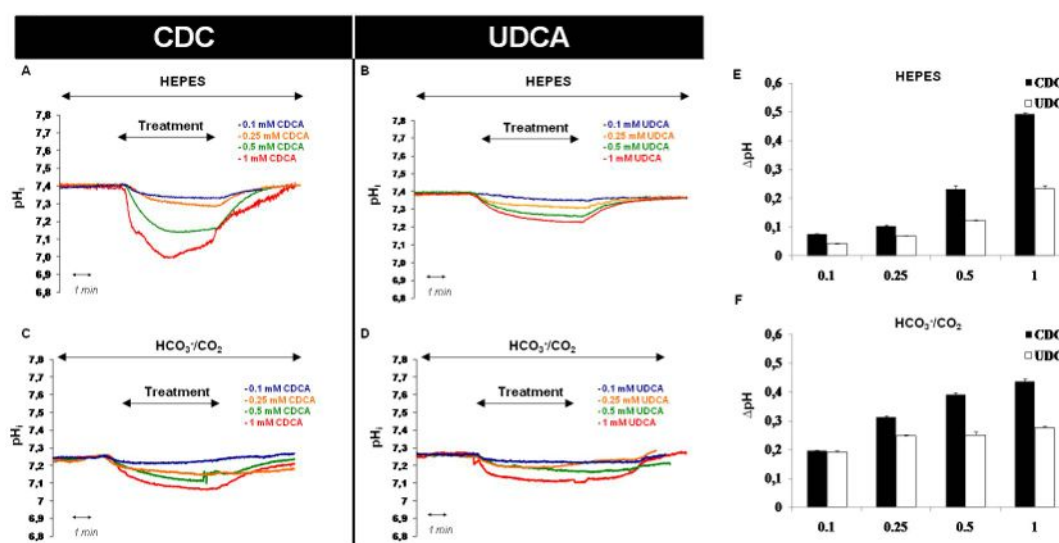 CDC
UDCA
A
HEPES
Treatment
-0.1 mM CDCA
-0.25 mM CDCA
-0.5 mM CDCA
-1 mM CDCA
7,8
7,7
7,6
7,5
7,4
7,3
7,2
7,1
7
6,9
6,8
pHi
1 min
B
HEPES
Treatment
-0.1 mM UDCA
-0.25 mM UDCA
-0.5 mM UDCA
-1 mM UDCA
7,8
7,7
7,6
7,5
7,4
7,3
7,2
7,1
7
6,9
6,8
pHi
1 min
C
HCO3-/CO2
Treatment
-0.1 mM CDCA
-0.25 mM CDCA
-0.5 mM CDCA
-1 mM CDCA
7,8
7,7
7,6
7,5
7,4
7,3
7,2
7,1
7
6,9
6,8
pHi
1 min
D
HCO3-/CO2
Treatment
-0.1 mM UDCA
-0.25 mM UDCA
-0.5 mM UDCA
-1 mM UDCA
7,8
7,7
7,6
7,5
7,4
7,3
7,2
7,1
7
6,9
6,8
pHi
1 min
E
HEPES
CDC
UDC
0,6
0,5
0,4
0,3
0,2
0,1
0
ΔpH
0.1 0.25 0.5 1
F
HCO3-/CO2
CDC
UDC
0,6
0,5
0,4
0,3
0,2
0,1
0
ΔpH
0.1 0.25 0.5 1